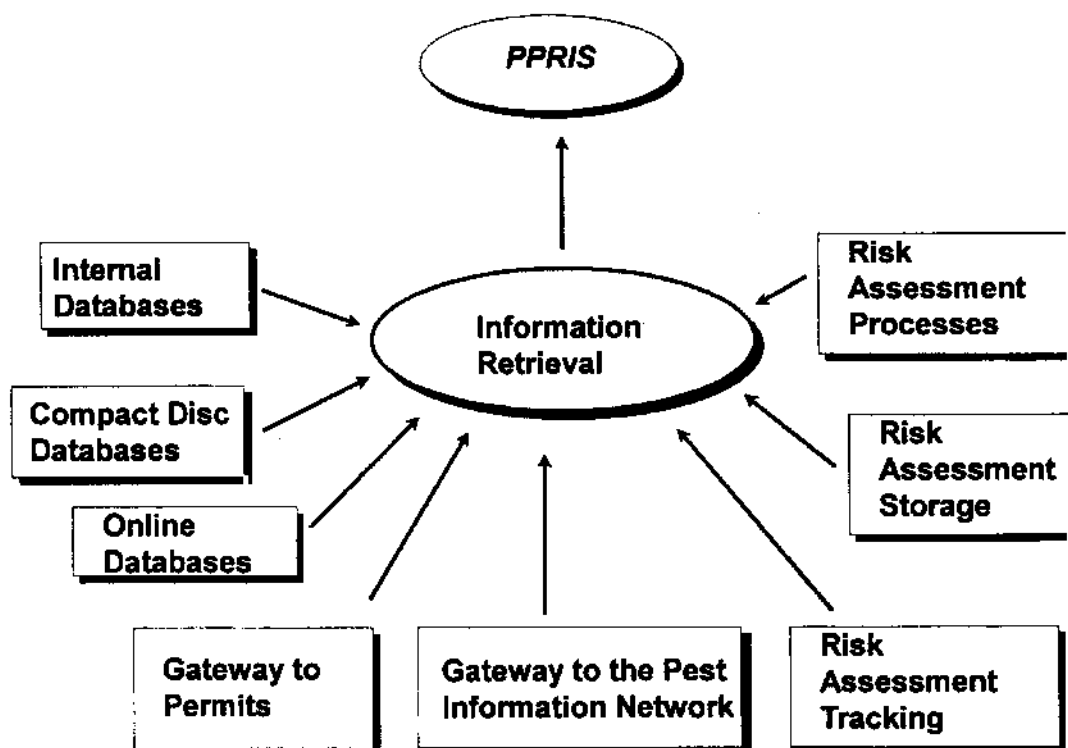 PPRIS
Internal
Databases
Risk
Assessment
Processes
Information
Retrieval
Compact Disc
Databases
Risk
Assessment
Storage
Online
Databases
Gateway to
Permits
Gateway to the Pest
Information Network
Risk
Assessment
Tracking